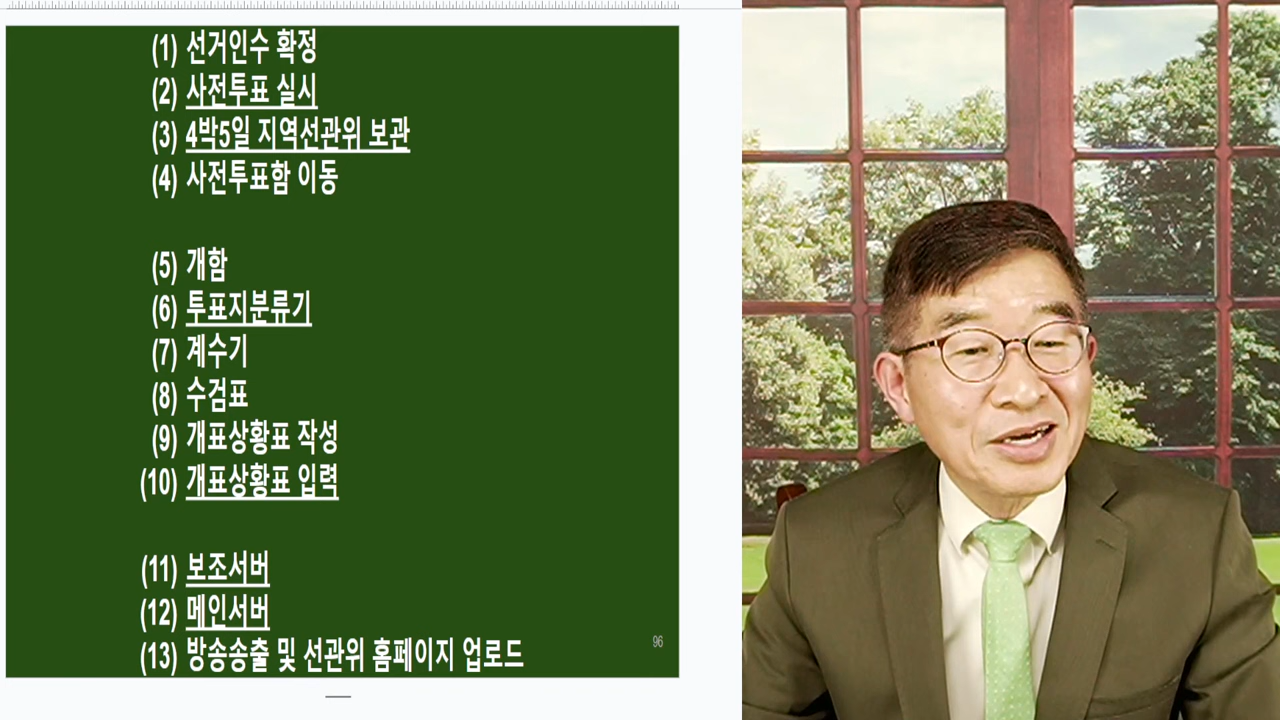 (1) 선거인수 확정
(2) 사전투표 실시
(3) 4박5일 지역선관위 보관
(4) 사전투표함 이동
(5) 개함
(6) 투표지분류기
(7) 계수기
(8) 수검표
(9) 개표상황표 작성
(10) 개표상황표 입력
(11) 보조서버
(12) 메인서버
(13) 방송송출 및 선관위 홈페이지 업로드
96